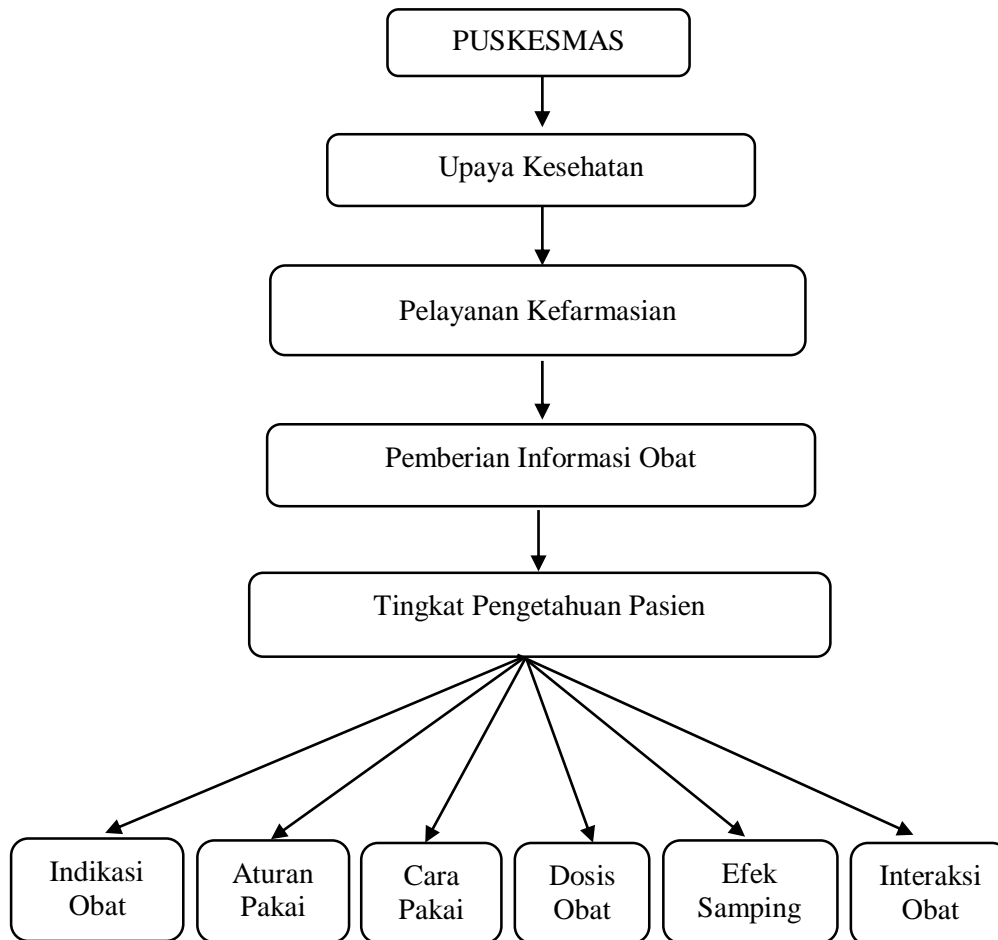 PUSKESMAS
Upaya Kesehatan
Pelayanan Kefarmasian
Pemberian Informasi Obat
Tingkat Pengetahuan Pasien
Indikasi
Obat
Aturan
Pakai
Cara
Pakai
Dosis
Obat
Efek
Samping
Interaksi
Obat